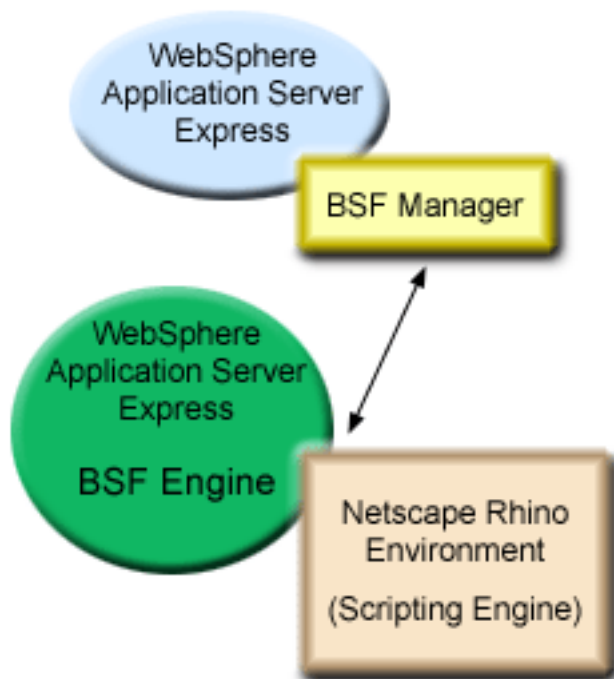 WebSphere
Application Server
Express
BSF Manager
WebSphere
Application Server
Express
BSF Engine
Netscape Rhino
Environment
(Scripting Engine)